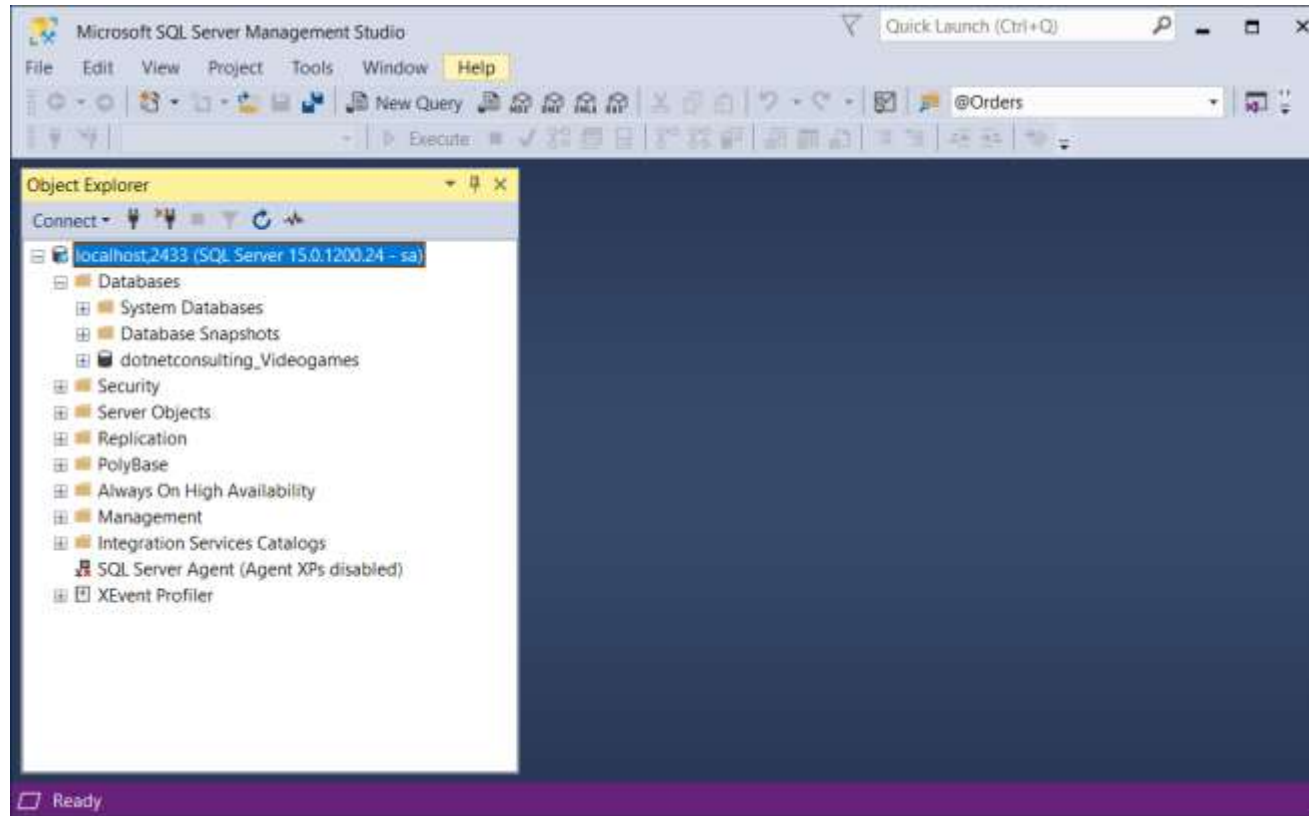 Microsoft SQL Server Management Studio
Quick Launch (Ctrl+Q)
File Edit View Project Tools Window Help
New Query
@Orders
Execute
Object Explorer
Connect
localhost,2433 (SQL Server 15.0.1200.24 - sa)
Databases
System Databases
Database Snapshots
dotnetconsulting_Videogames
Security
Server Objects
Replication
PolyBase
Always On High Availability
Management
Integration Services Catalogs
SQL Server Agent (Agent XPs disabled)
XEvent Profiler
Ready